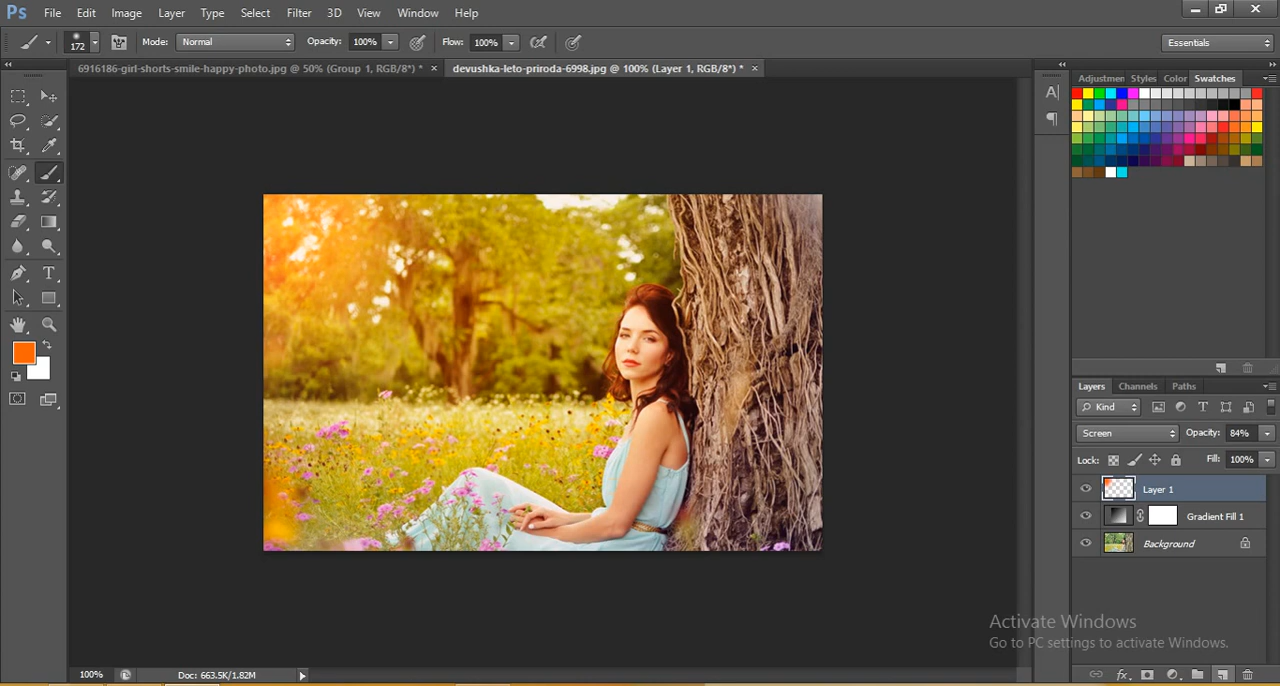 Ps File Edit Image Layer Type Select Filter 3D View Window Help
172 Mode: Normal Opacity: 100% Flow: 100% Essentials
6916186-girl-shorts-smile-happy-photo.jpg @ 50% (Group 1, RGB/8*) * × devushka-leto-priroda-6998.jpg @ 100% (Layer 1, RGB/8*) * ×
Adjustmen Styles Color Swatches
A
T
Layers Channels Paths
Kind T
Screen Opacity: 84%
Lock: Fill: 100%
Layer 1
Gradient Fill 1
Background
Activate Windows
Go to PC settings to activate Windows.
100% Doc: 663.5K/1.82M
fx